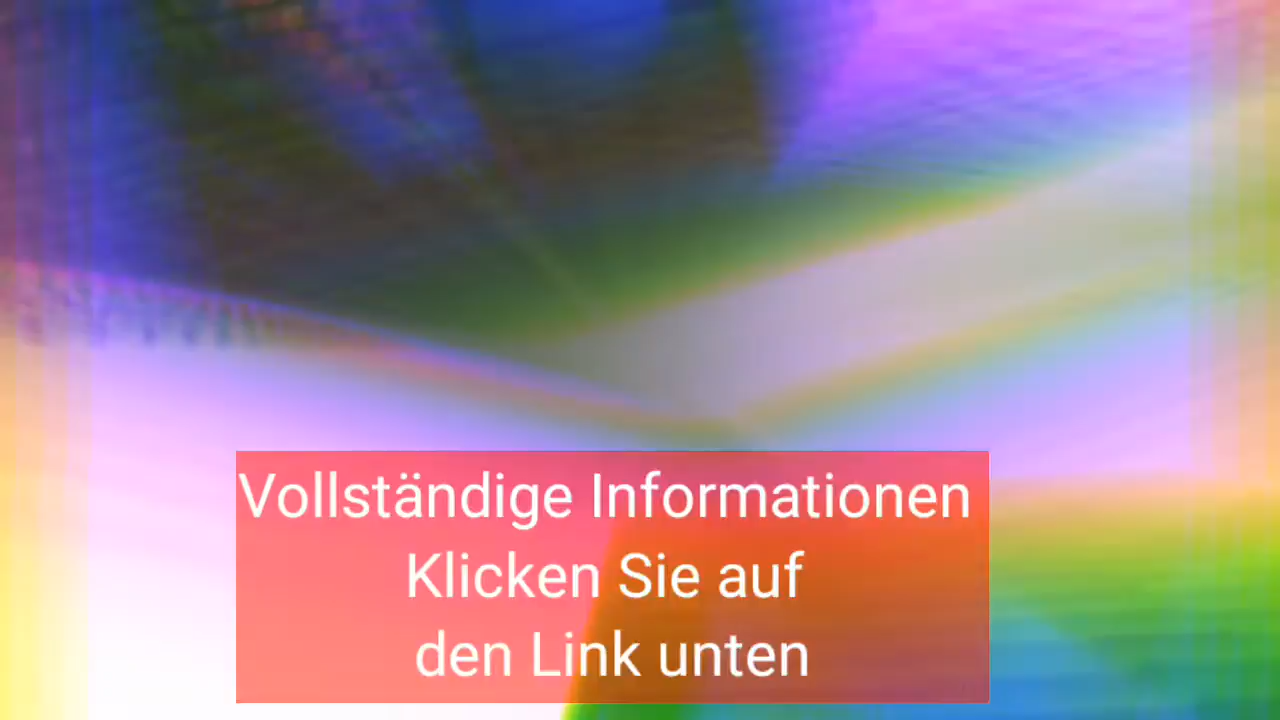 Vollständige Informationen
Klicken Sie auf
den Link unten